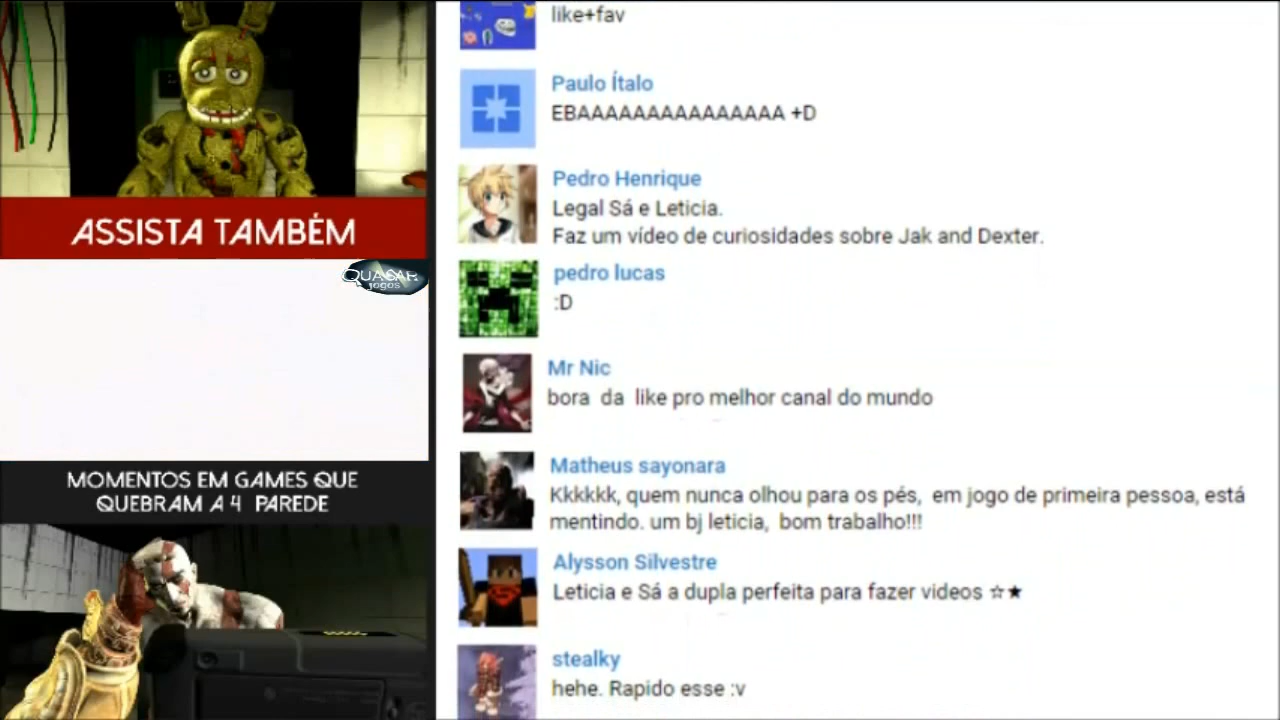 ASSISTA TAMBÉM
QUASAR
JOGOS
MOMENTOS EM GAMES QUE
QUEBRAM A 4 PAREDE
like+fav
Paulo Ítalo
EBAAAAAAAAAAAAAAA +D
Pedro Henrique
Legal Sá e Leticia.
Faz um vídeo de curiosidades sobre Jak and Dexter.
pedro lucas
:D
Mr Nic
bora da like pro melhor canal do mundo
Matheus sayonara
Kkkkkk, quem nunca olhou para os pés, em jogo de primeira pessoa, está
mentindo. um bj leticia, bom trabalho!!!
Alysson Silvestre
Leticia e Sá a dupla perfeita para fazer videos ☆★
stealky
hehe. Rapido esse :v